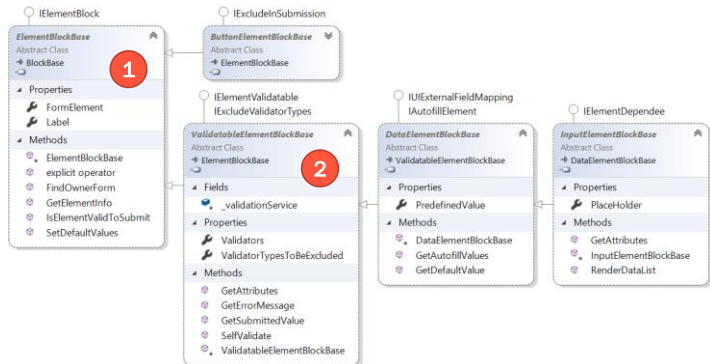 IElementBlock
ElementBlockBase
Abstract Class
BlockBase
1
Properties
FormElement
Label
Methods
ElementBlockBase
explicit operator
FindOwnerForm
GetElementInfo
IsElementValidToSubmit
SetDefaultValues
IExcludeInSubmission
ButtonElementBlockBase
Abstract Class
ElementBlockBase
IElementValidatable
IExcludeValidatorTypes
ValidatableElementBlockBase
Abstract Class
ElementBlockBase
2
Fields
_validationService
Properties
Validators
ValidatorTypesToBeExcluded
Methods
GetAttributes
GetErrorMessage
GetSubmittedValue
SelfValidate
ValidatableElementBlockBase
IUIExternalFieldMapping
IAutofillElement
DataElementBlockBase
Abstract Class
ValidatableElementBlockBase
Properties
PredefinedValue
Methods
DataElementBlockBase
GetAutofillValues
GetDefaultValue
IElementDependee
InputElementBlockBase
Abstract Class
DataElementBlockBase
Properties
PlaceHolder
Methods
GetAttributes
InputElementBlockBase
RenderDataList